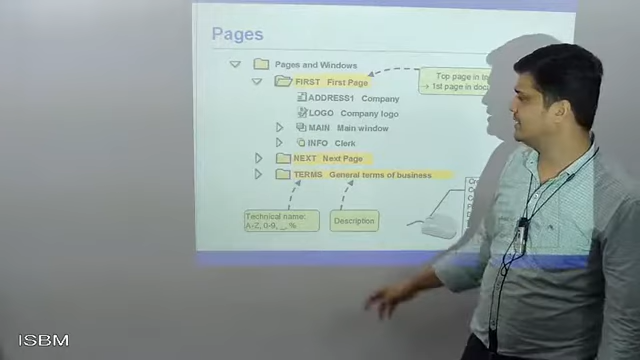 Pages
Pages and Windows
FIRST First Page
Top page in
→ 1st page in
ADDRESS1 Company
LOGO Company logo
MAIN Main window
INFO Clerk
NEXT Next Page
TERMS General terms of business
Technical name:
A-Z, 0-9, _, %
Description
ISBM